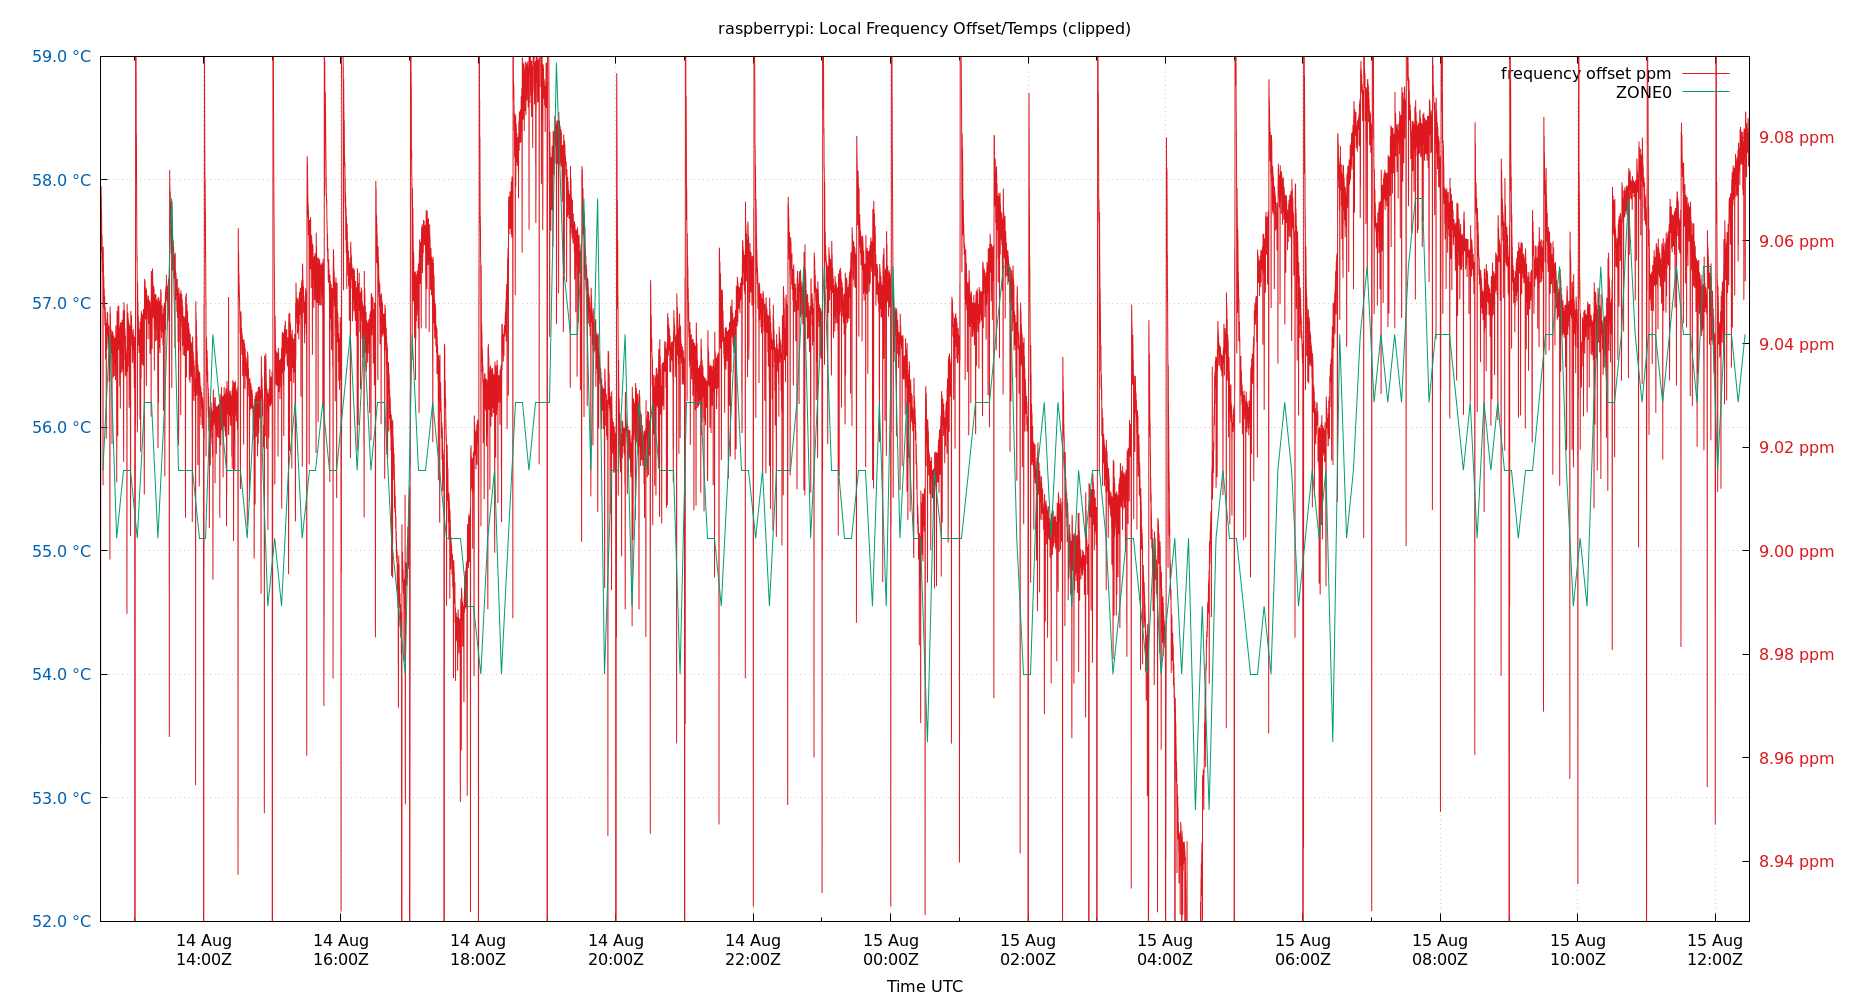 raspberrypi: Local Frequency Offset/Temps (clipped)
frequency offset ppm
ZONE0
59.0 °C
58.0 °C
57.0 °C
56.0 °C
55.0 °C
54.0 °C
53.0 °C
52.0 °C
9.08 ppm
9.06 ppm
9.04 ppm
9.02 ppm
9.00 ppm
8.98 ppm
8.96 ppm
8.94 ppm
14 Aug
14:00Z
14 Aug
16:00Z
14 Aug
18:00Z
14 Aug
20:00Z
14 Aug
22:00Z
15 Aug
00:00Z
15 Aug
02:00Z
15 Aug
04:00Z
15 Aug
06:00Z
15 Aug
08:00Z
15 Aug
10:00Z
15 Aug
12:00Z
Time UTC